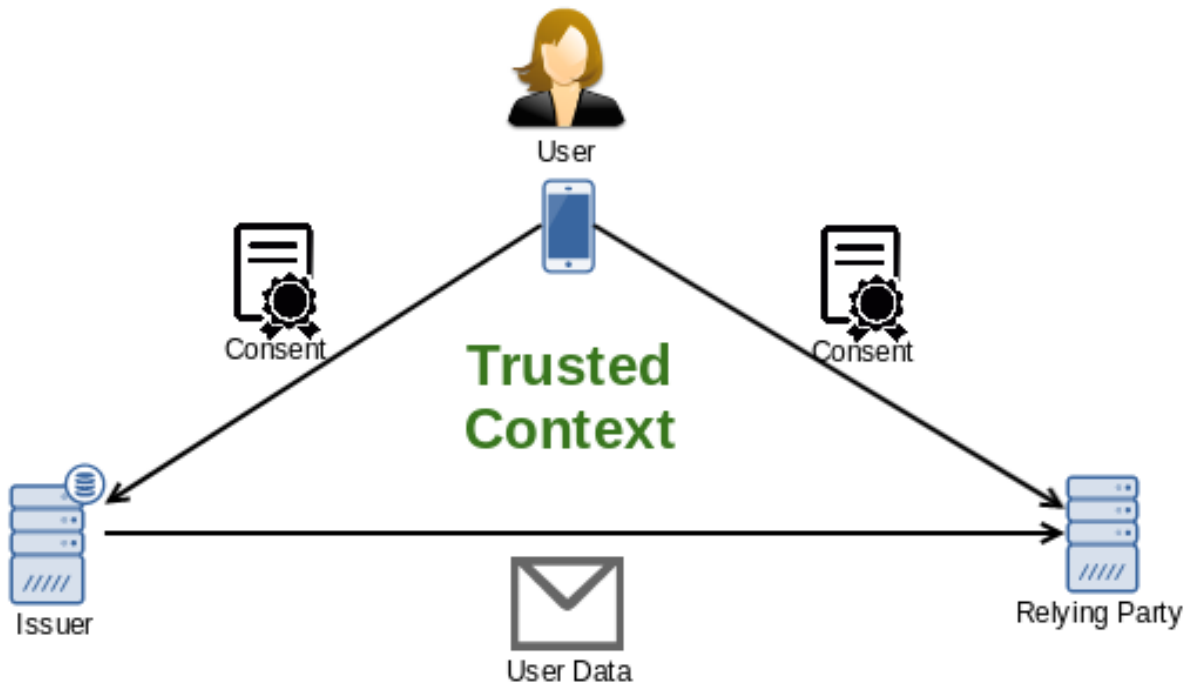 User
Consent
Consent
Trusted
Context
Issuer
Relying Party
User Data